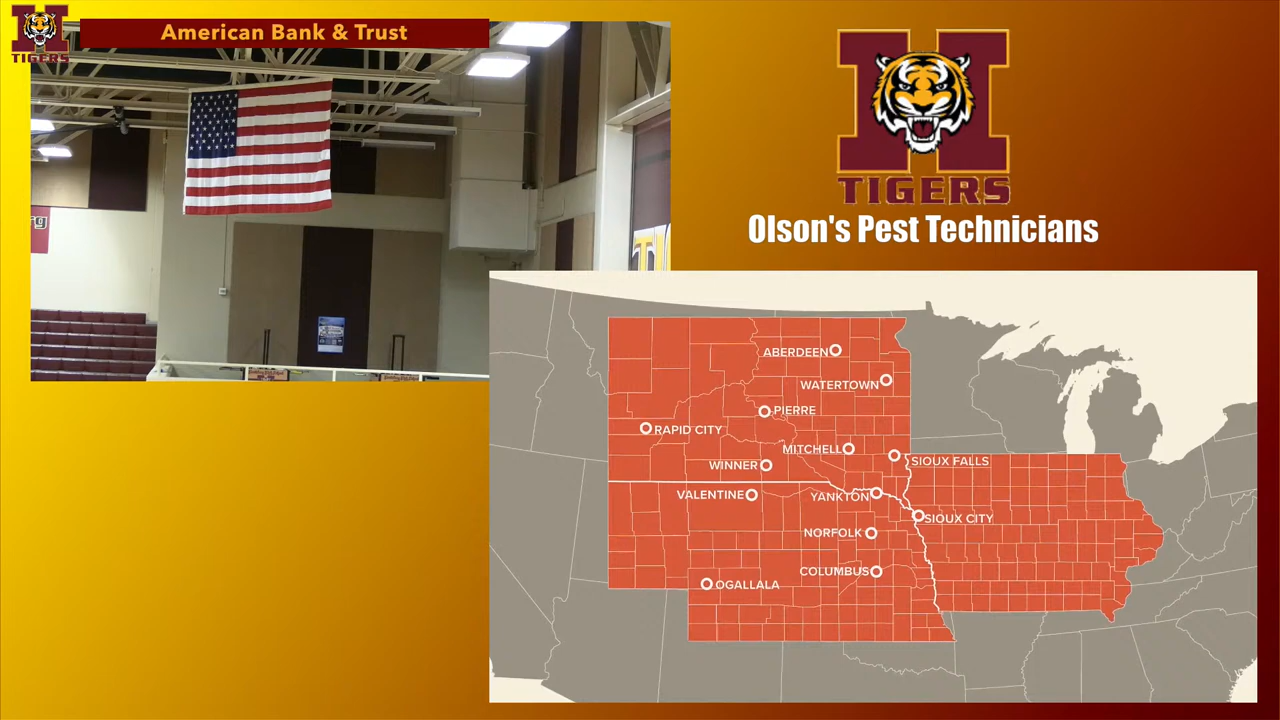 H
TIGERS
American Bank & Trust
H
TIGERS
Olson's Pest Technicians
ABERDEEN
WATERTOWN
PIERRE
RAPID CITY
MITCHELL
SIOUX FALLS
WINNER
VALENTINE
YANKTON
SIOUX CITY
NORFOLK
COLUMBUS
OGALLALA